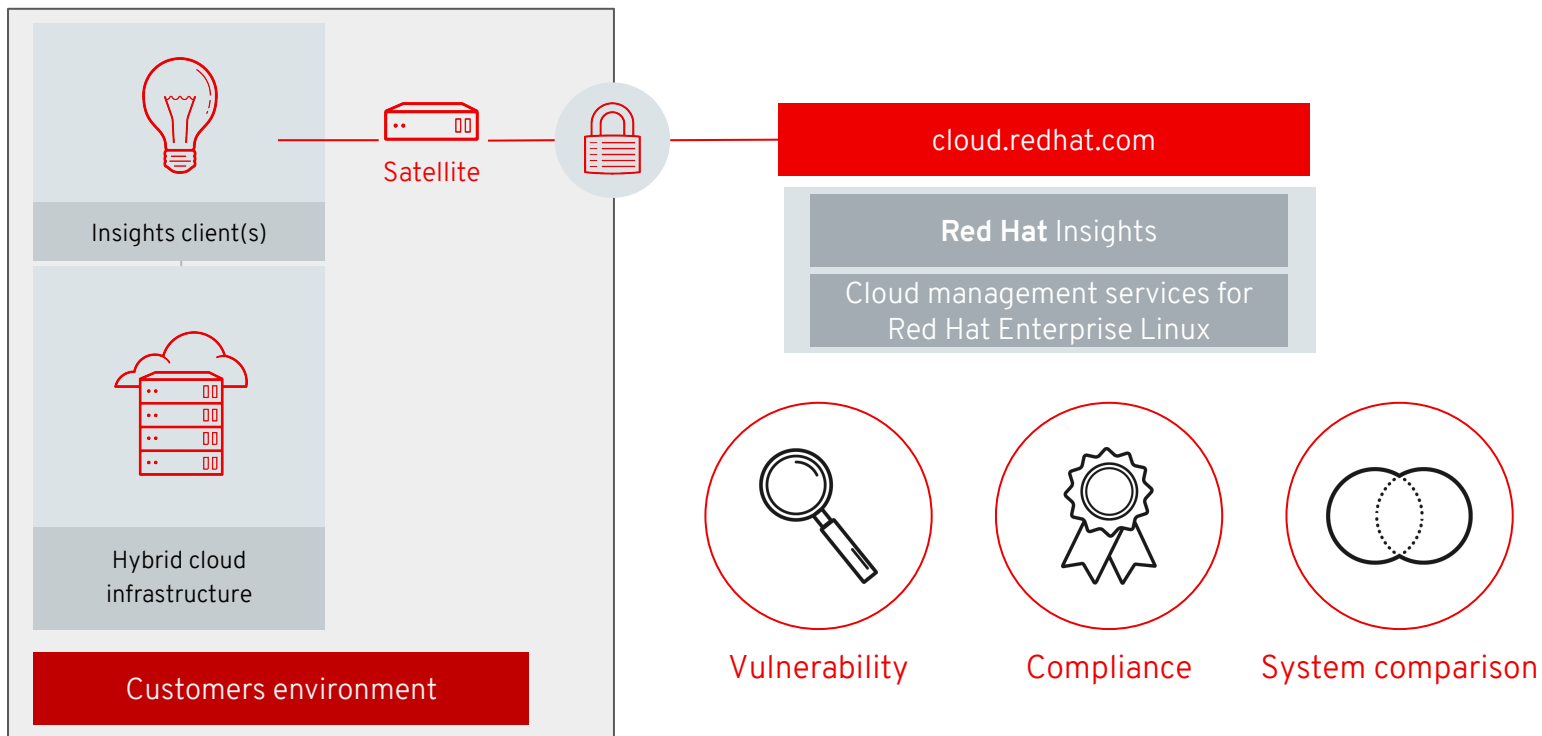 Satellite
Insights client(s)
Hybrid cloud
infrastructure
Customers environment
cloud.redhat.com
Red Hat Insights
Cloud management services for
Red Hat Enterprise Linux
Vulnerability
Compliance
System comparison